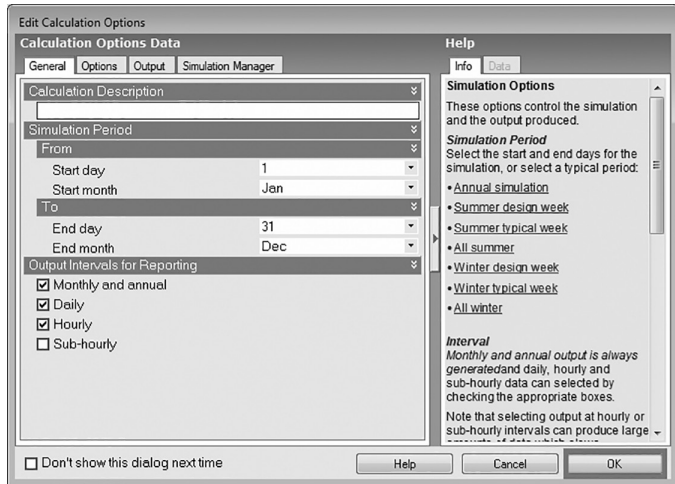 Edit Calculation Options
Calculation Options Data
General
Options
Output
Simulation Manager
Calculation Description
Simulation Period
From
Start day
1
Start month
Jan
To
End day
31
End month
Dec
Output Intervals for Reporting
Monthly and annual
Daily
Hourly
Sub-hourly
Help
Info
Data
Simulation Options
These options control the simulation
and the output produced.
Simulation Period
Select the start and end days for the
simulation, or select a typical period:
• Annual simulation
• Summer design week
• Summer typical week
• All summer
• Winter design week
• Winter typical week
• All winter
Interval
Monthly and annual output is always
generatedand daily, hourly and
sub-hourly data can selected by
checking the appropriate boxes.
Note that selecting output at hourly or
sub-hourly intervals can produce large
Don't show this dialog next time
Help
Cancel
OK